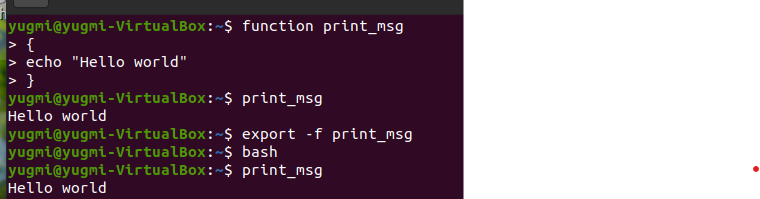 yugmi@yugmi-VirtualBox:~$ function print_msg
> {
> echo "Hello world"
> }
yugmi@yugmi-VirtualBox:~$ print_msg
Hello world
yugmi@yugmi-VirtualBox:~$ export -f print_msg
yugmi@yugmi-VirtualBox:~$ bash
yugmi@yugmi-VirtualBox:~$ print_msg
Hello world